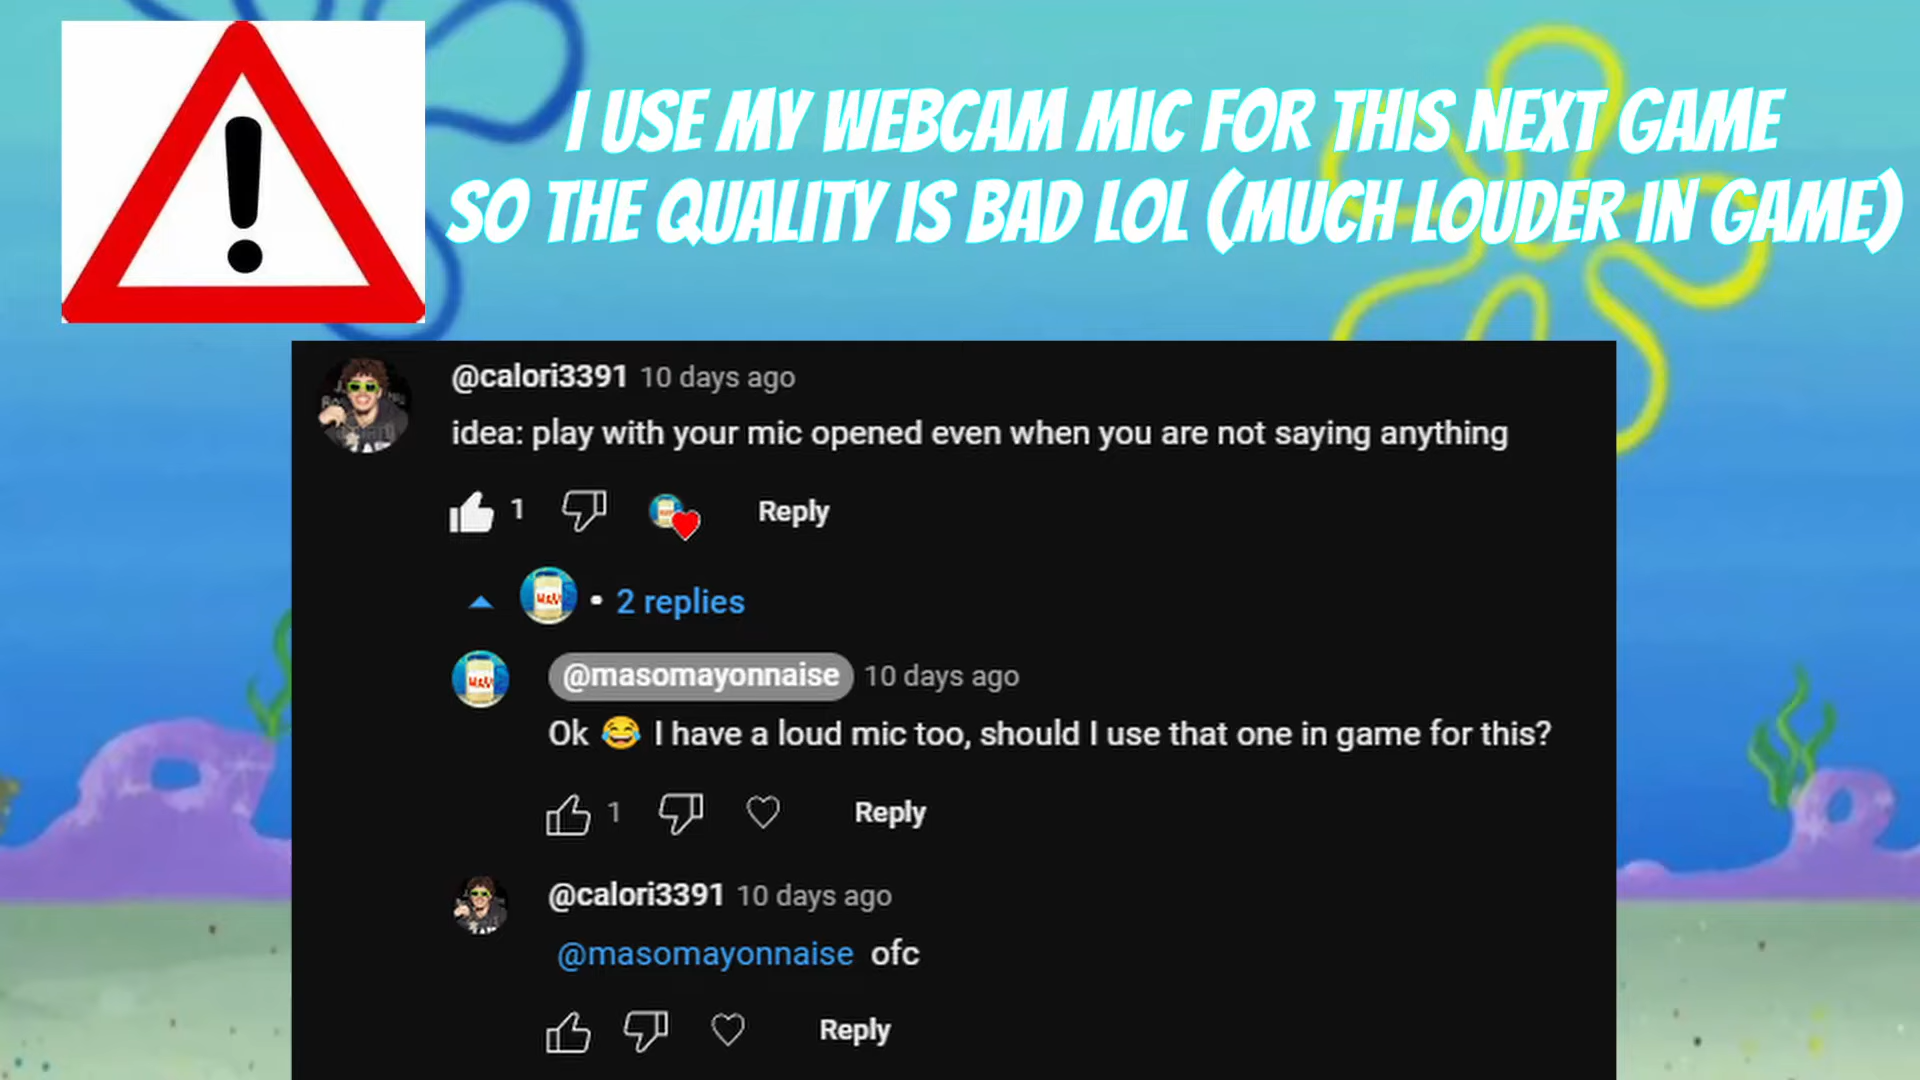 I USE MY WEBCAM MIC FOR THIS NEXT GAME
SO THE QUALITY IS BAD LOL (MUCH LOUDER IN GAME)
@calori3391 10 days ago
idea: play with your mic opened even when you are not saying anything
1 Reply
2 replies
@masomayonnaise 10 days ago
Ok 😂 I have a loud mic too, should I use that one in game for this?
1 Reply
@calori3391 10 days ago
@masomayonnaise ofc
Reply